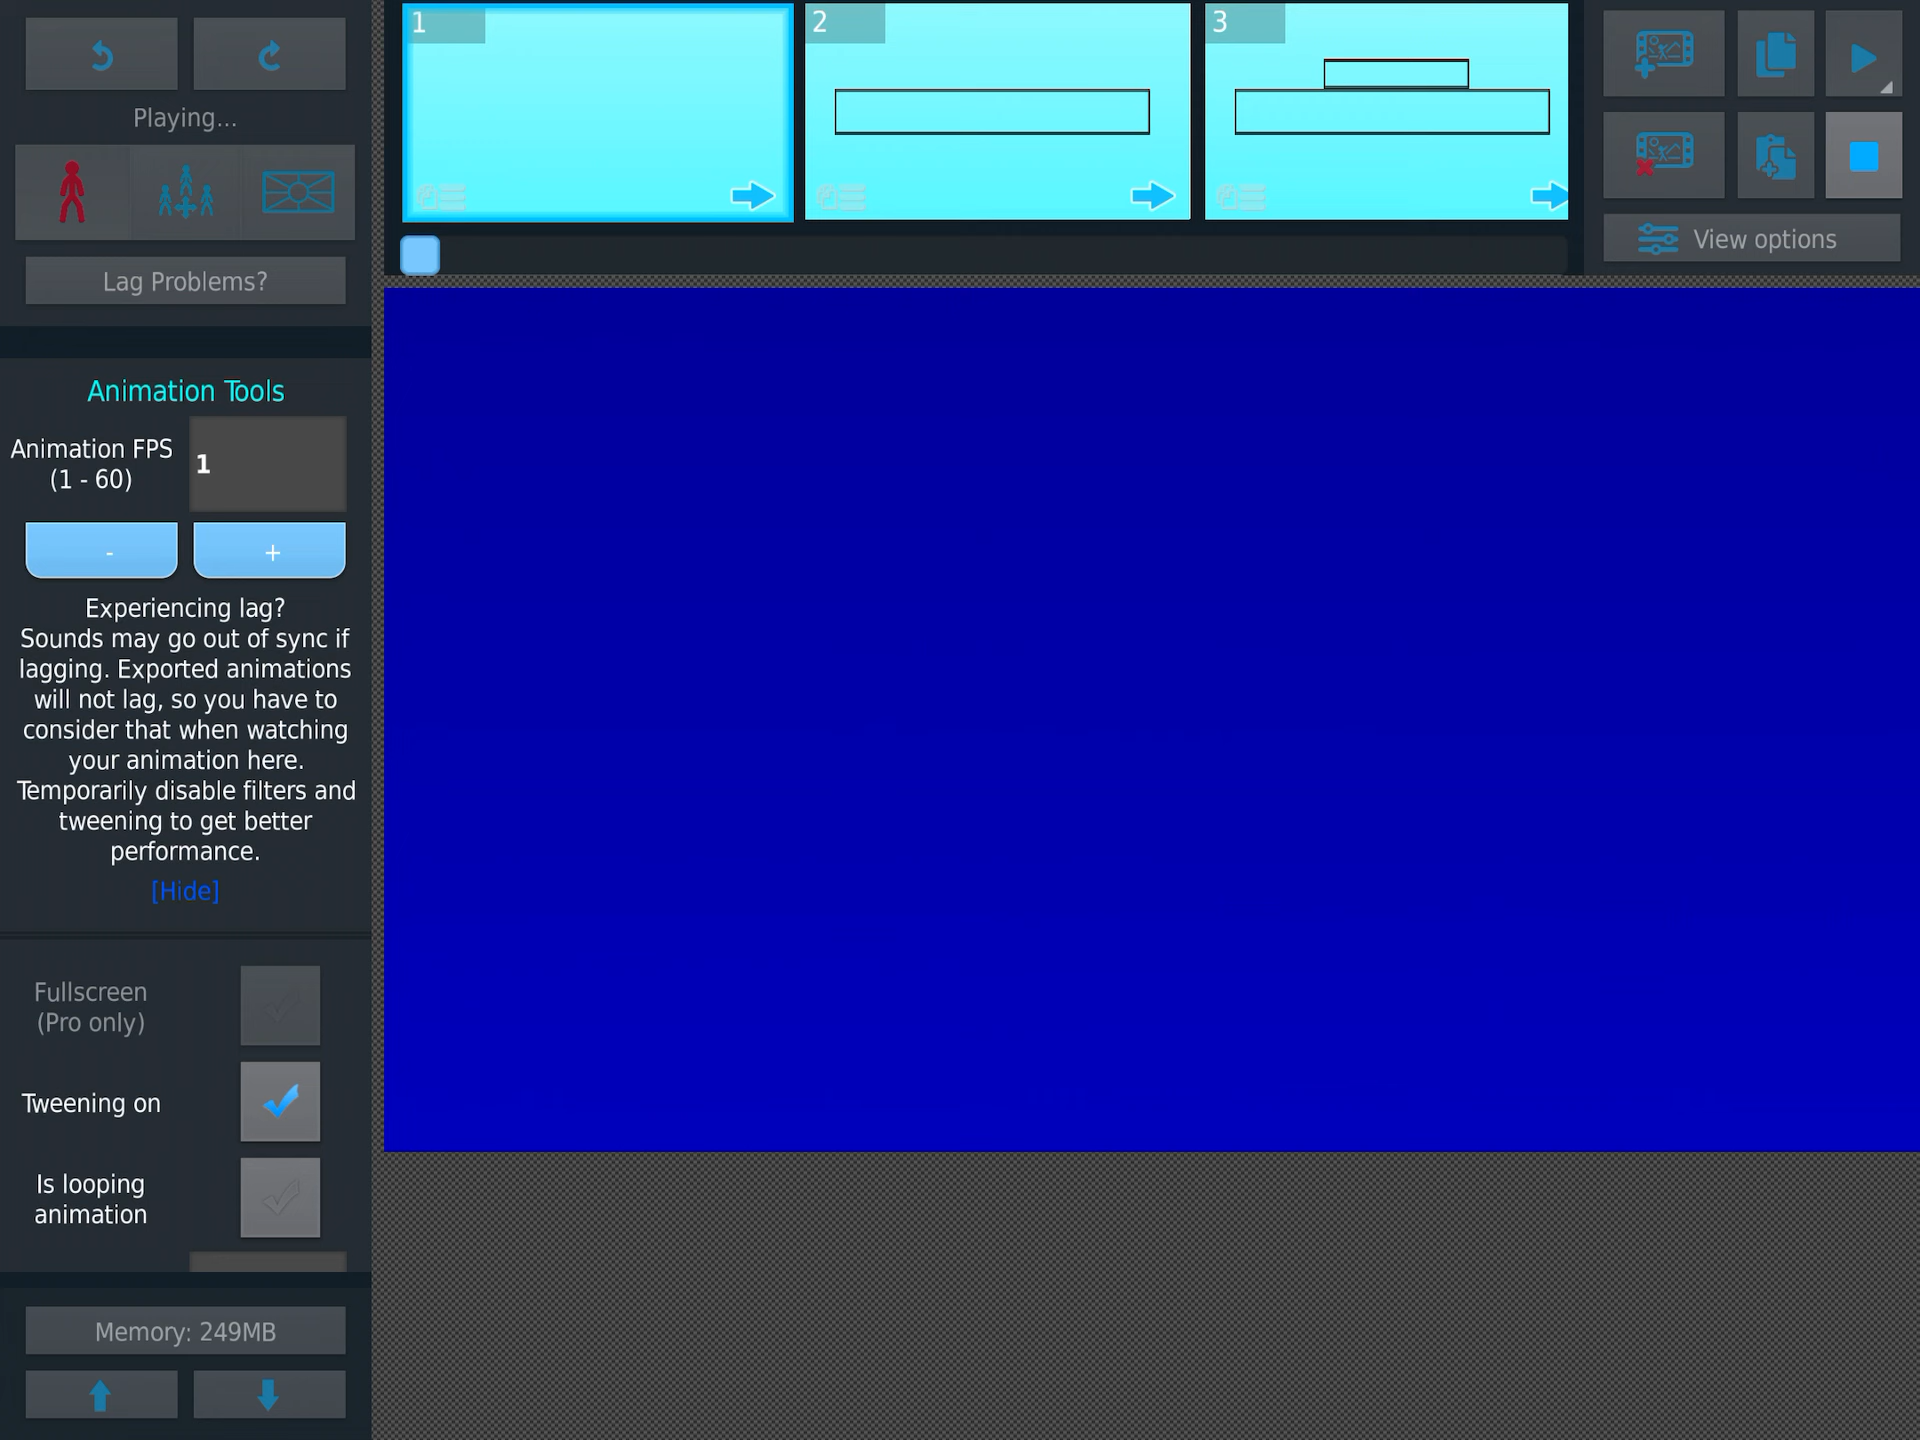 1
2
3
Playing...
View options
Lag Problems?
Animation Tools
Animation FPS
(1 - 60)
1
-
+
Experiencing lag?
Sounds may go out of sync if
lagging. Exported animations
will not lag, so you have to
consider that when watching
your animation here.
Temporarily disable filters and
tweening to get better
performance.
[Hide]
Fullscreen
(Pro only)
Tweening on
Is looping
animation
Memory: 249MB